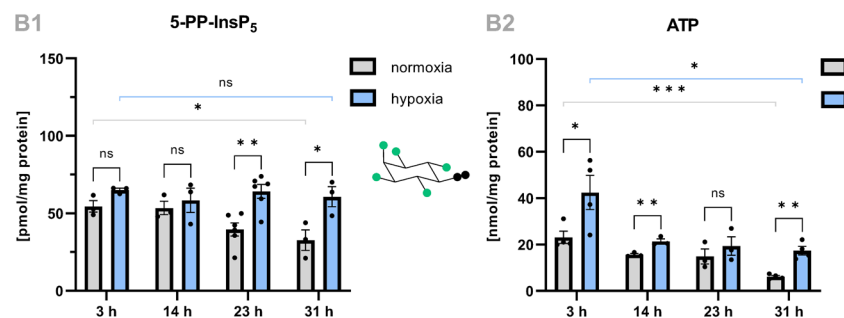 B1
5-PP-InsP5
[pmol/mg protein]
150
100
50
0
ns
*
ns
ns
**
*
3 h
14 h
23 h
31 h
normoxia
hypoxia
B2
ATP
[nmol/mg protein]
100
80
60
40
20
0
*
***
*
**
ns
**
3 h
14 h
23 h
31 h